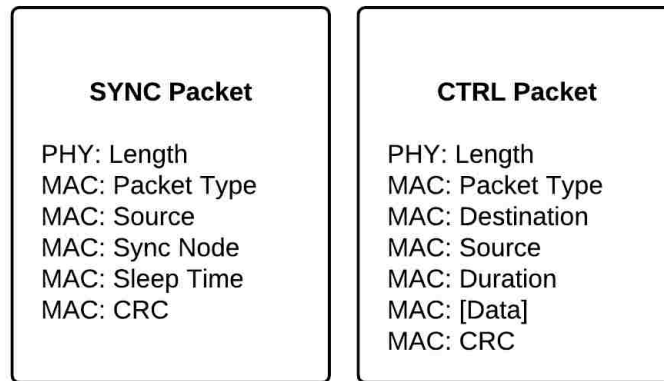 SYNC Packet
PHY: Length
MAC: Packet Type
MAC: Source
MAC: Sync Node
MAC: Sleep Time
MAC: CRC
CTRL Packet
PHY: Length
MAC: Packet Type
MAC: Destination
MAC: Source
MAC: Duration
MAC: [Data]
MAC: CRC